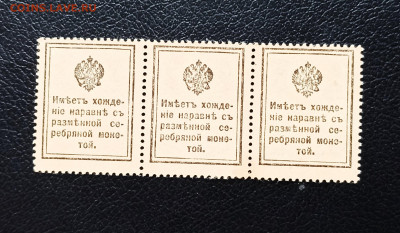 COINS.LAVE.RU
Имѣетъ хожде-
ніе наравнѣ съ
размѣнной се-
ребряной моне-
той.
Имѣетъ хожде-
ніе наравнѣ съ
размѣнной се-
ребряной моне-
той.
Имѣетъ хожде-
ніе наравнѣ съ
размѣнной се-
ребряной моне-
той.